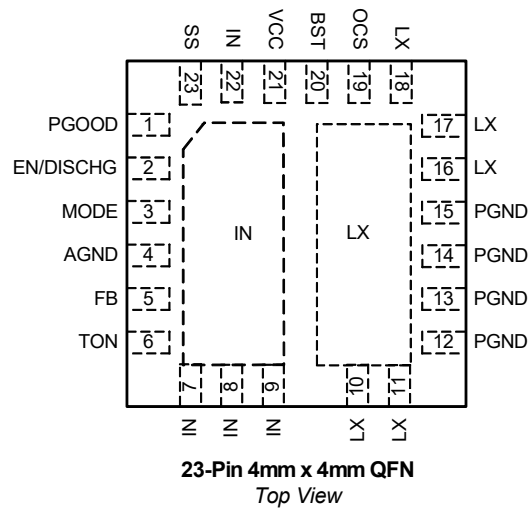 SS IN VCC BST OCS LX
23 22 21 20 19 18
PGOOD 1 17 LX
EN/DISCHG 2 16 LX
MODE 3 15 PGND
IN LX
AGND 4 14 PGND
FB 5 13 PGND
TON 6 12 PGND
7 8 9 10 11
IN IN IN LX LX
23-Pin 4mm x 4mm QFN
Top View